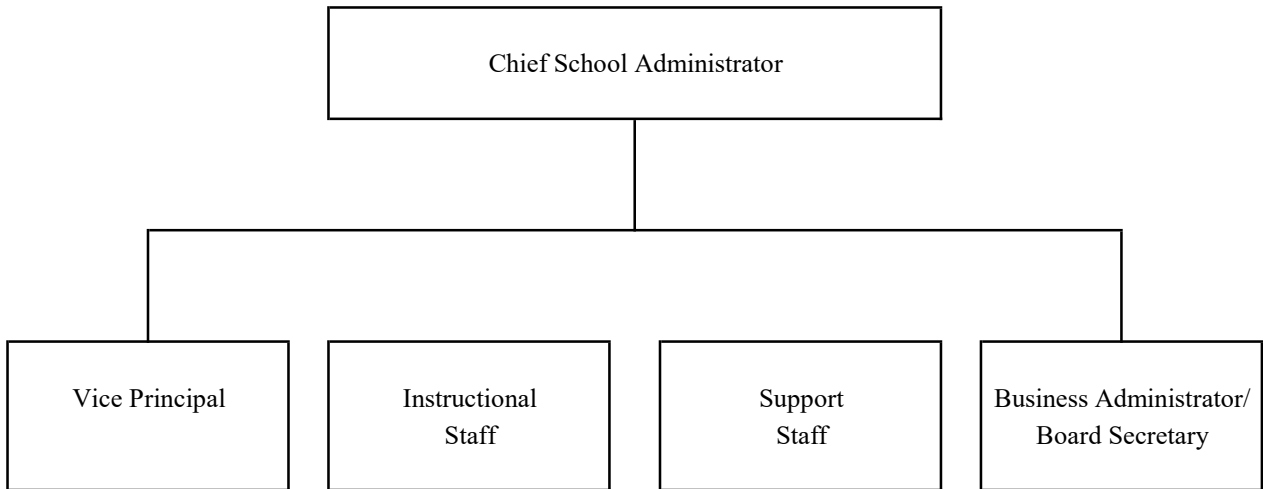 Chief School Administrator
Vice Principal
Instructional
Staff
Support
Staff
Business Administrator/
Board Secretary